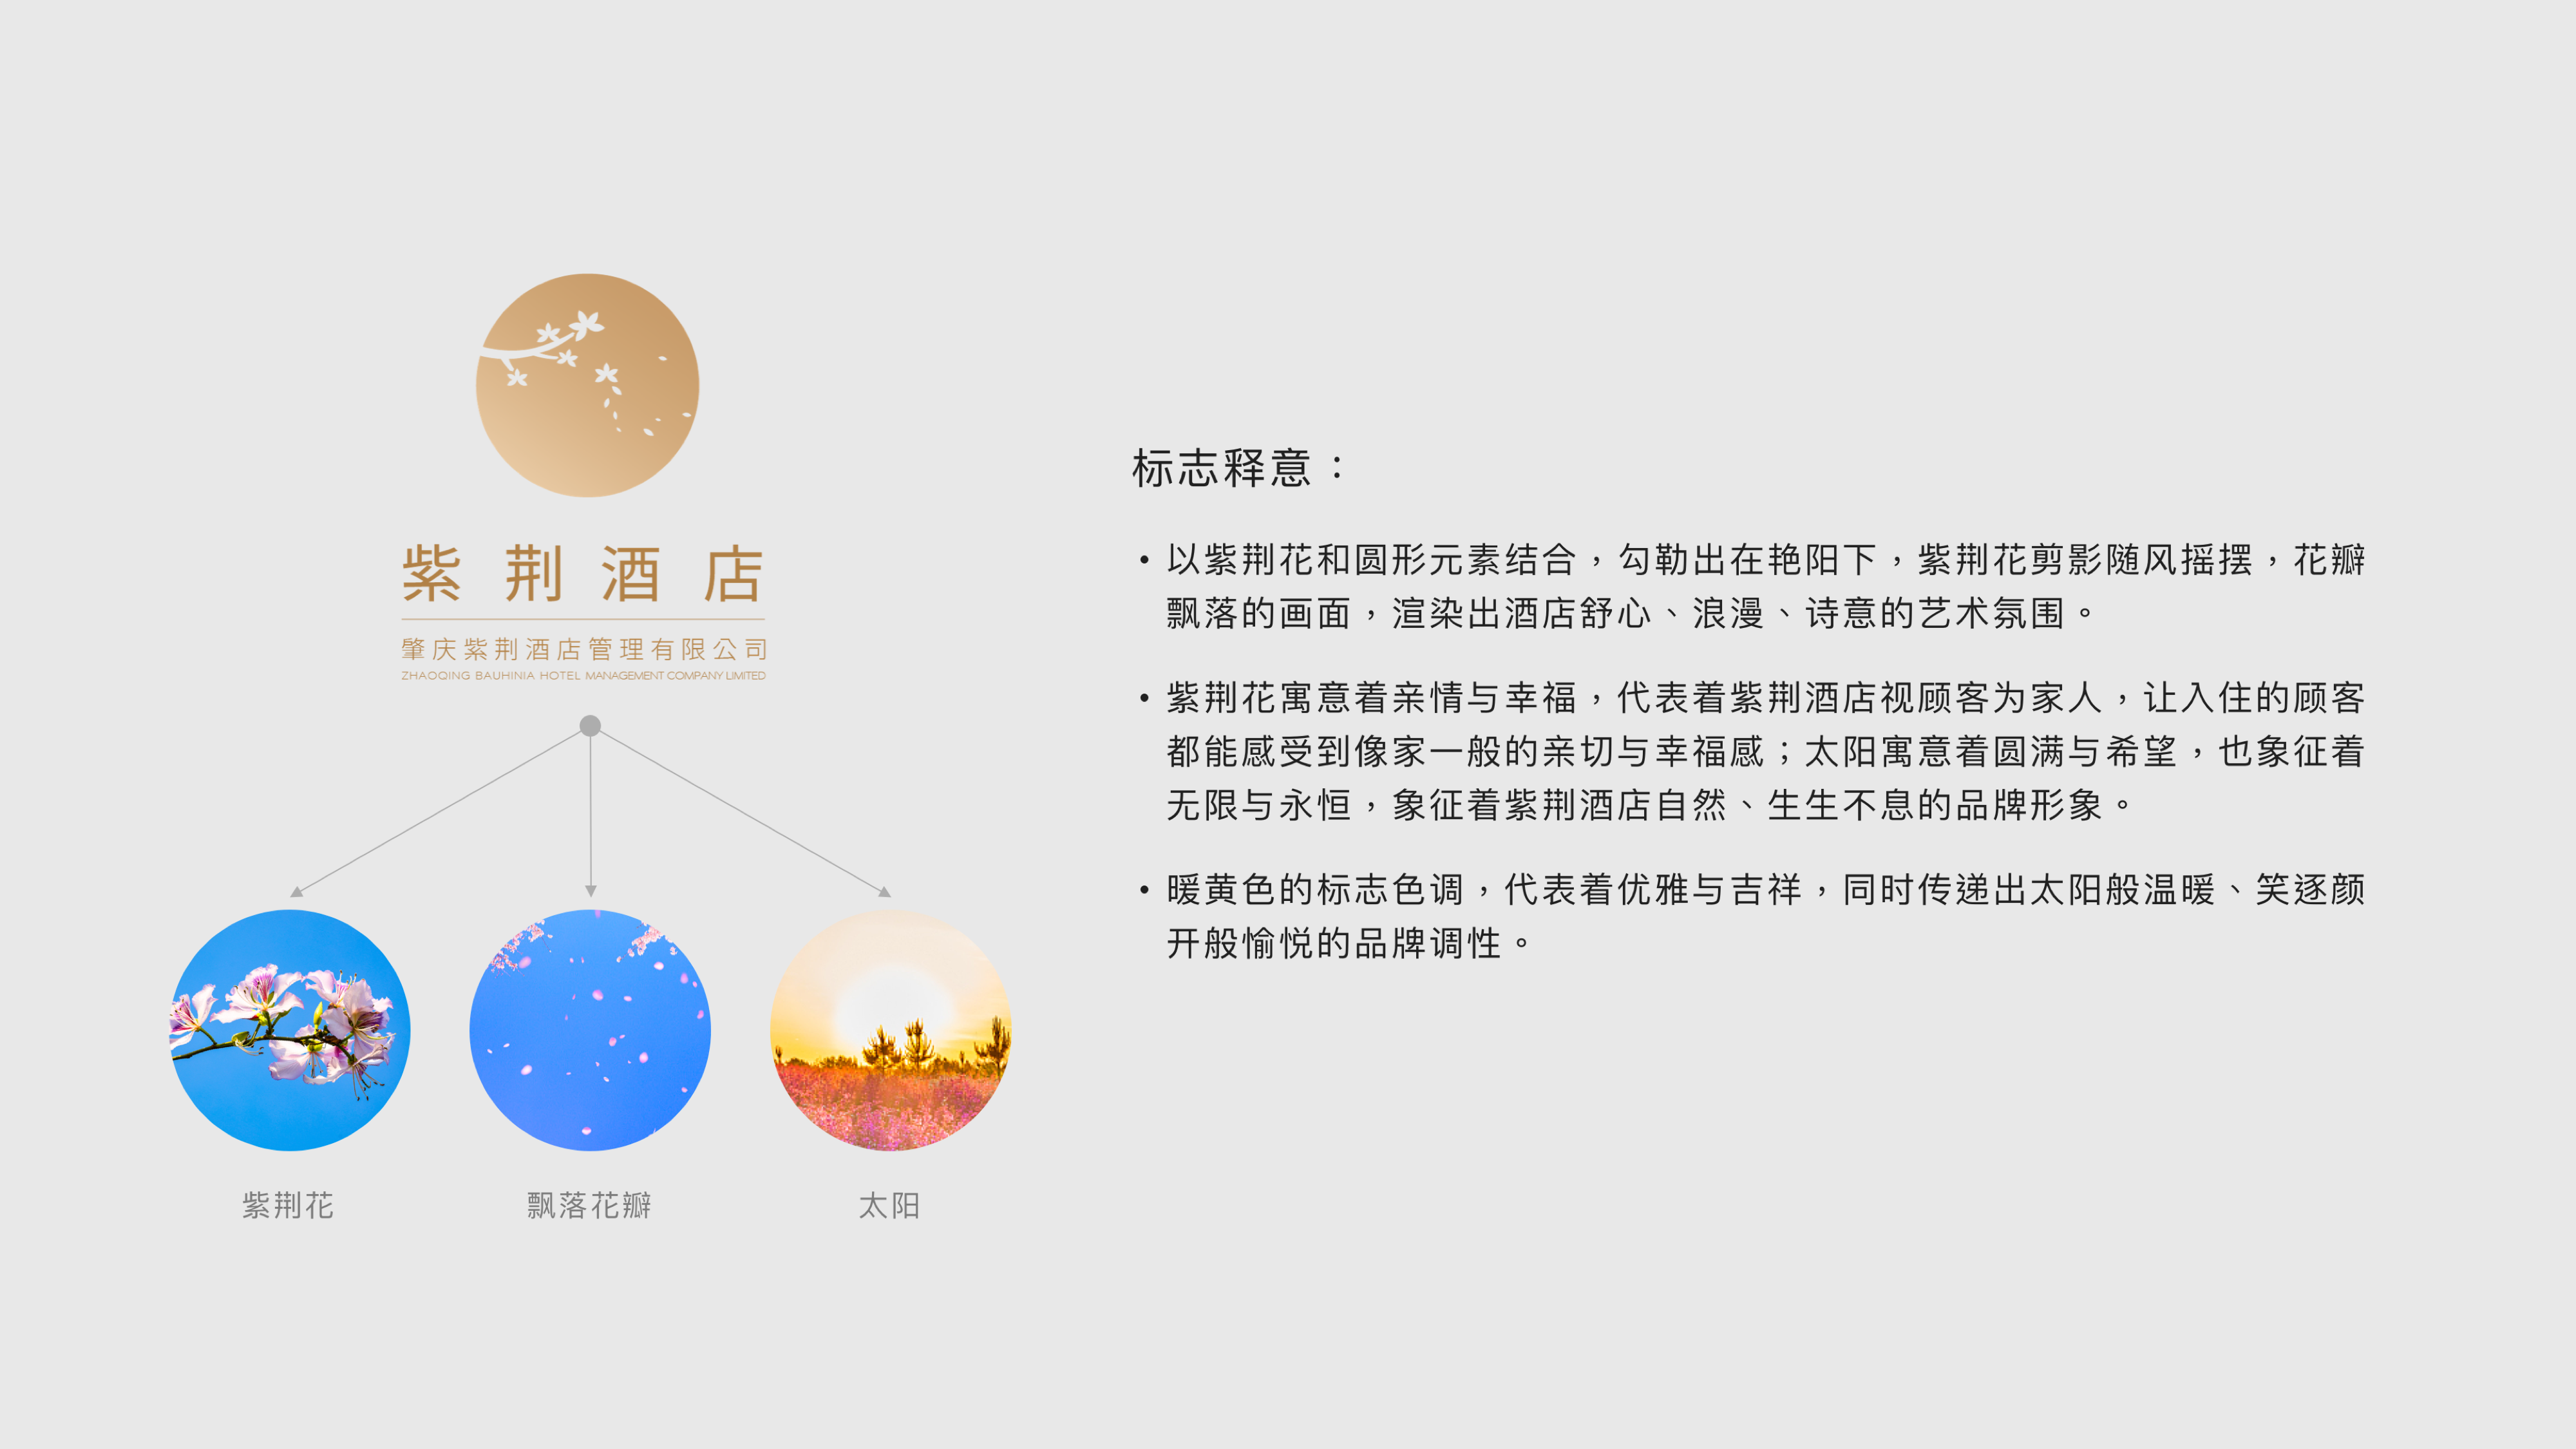 紫荆酒店
肇庆紫荆酒店管理有限公司
ZHAOQING BAUHINIA HOTEL MANAGEMENT COMPANY LIMITED
紫荆花
飘落花瓣
太阳
标志释意：
• 以紫荆花和圆形元素结合，勾勒出在艳阳下，紫荆花剪影随风摇摆，花瓣
飘落的画面，渲染出酒店舒心、浪漫、诗意的艺术氛围。
• 紫荆花寓意着亲情与幸福，代表着紫荆酒店视顾客为家人，让入住的顾客
都能感受到像家一般的亲切与幸福感；太阳寓意着圆满与希望，也象征着
无限与永恒，象征着紫荆酒店自然、生生不息的品牌形象。
• 暖黄色的标志色调，代表着优雅与吉祥，同时传递出太阳般温暖、笑逐颜
开般愉悦的品牌调性。